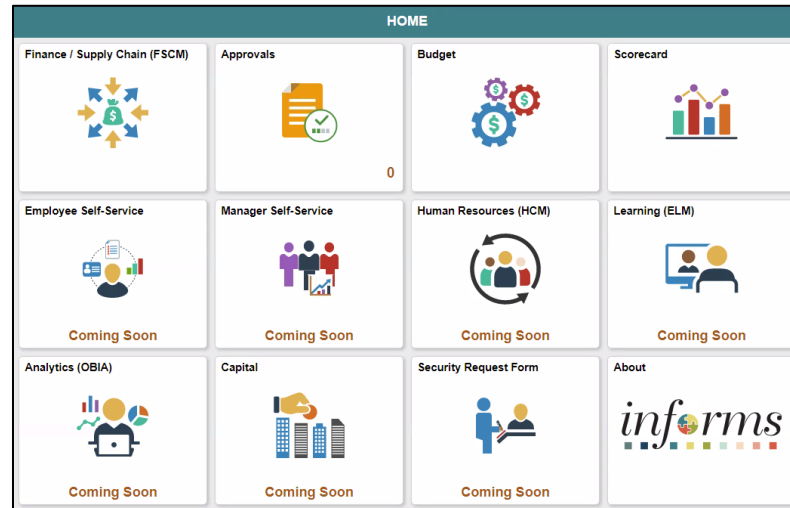 HOME
Finance / Supply Chain (FSCM)
Approvals
0
Budget
Scorecard
Employee Self-Service
Coming Soon
Manager Self-Service
Coming Soon
Human Resources (HCM)
Coming Soon
Learning (ELM)
Coming Soon
Analytics (OBIA)
Coming Soon
Capital
Coming Soon
Security Request Form
Coming Soon
About
informs